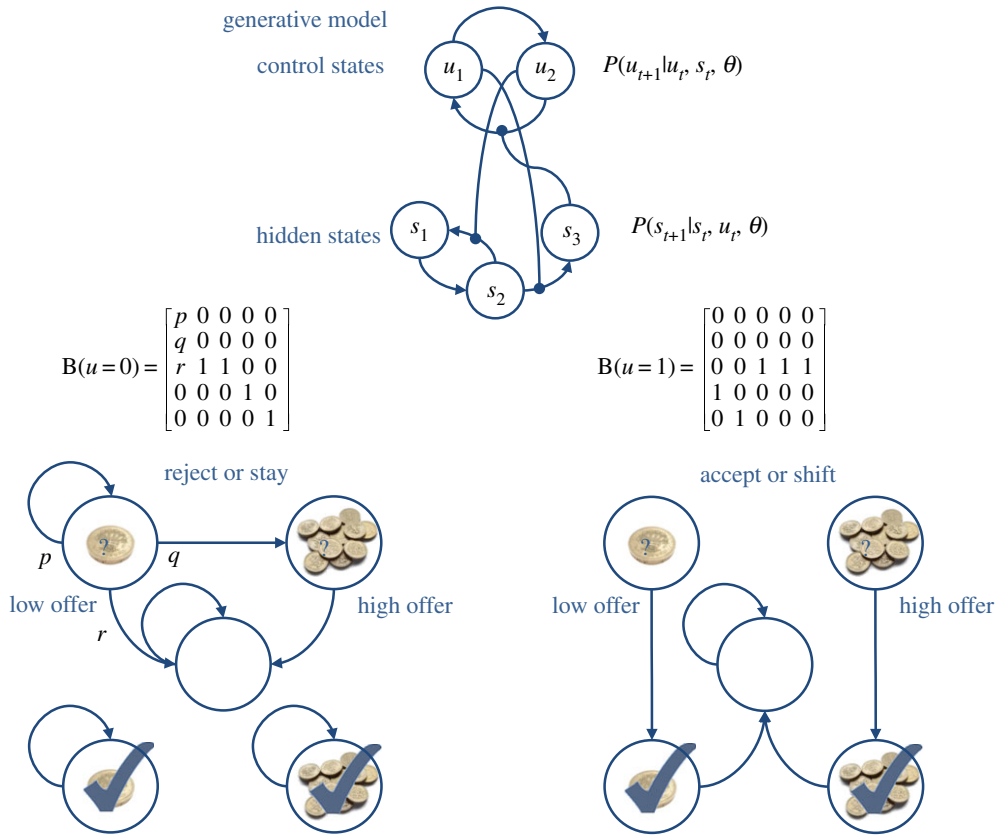 generative model
control states
u1 u2 P(ut+1|ut, st, θ)
hidden states
s1 s3 P(st+1|st, ut, θ)
s2
B(u = 0) =
p 0 0 0 0
q 0 0 0 0
r 1 1 0 0
0 0 0 1 0
0 0 0 0 1
B(u = 1) =
0 0 0 0 0
0 0 0 0 0
0 0 1 1 1
1 0 0 0 0
0 1 0 0 0
reject or stay
? ?
p q
low offer high offer
r
accept or shift
? ?
low offer high offer